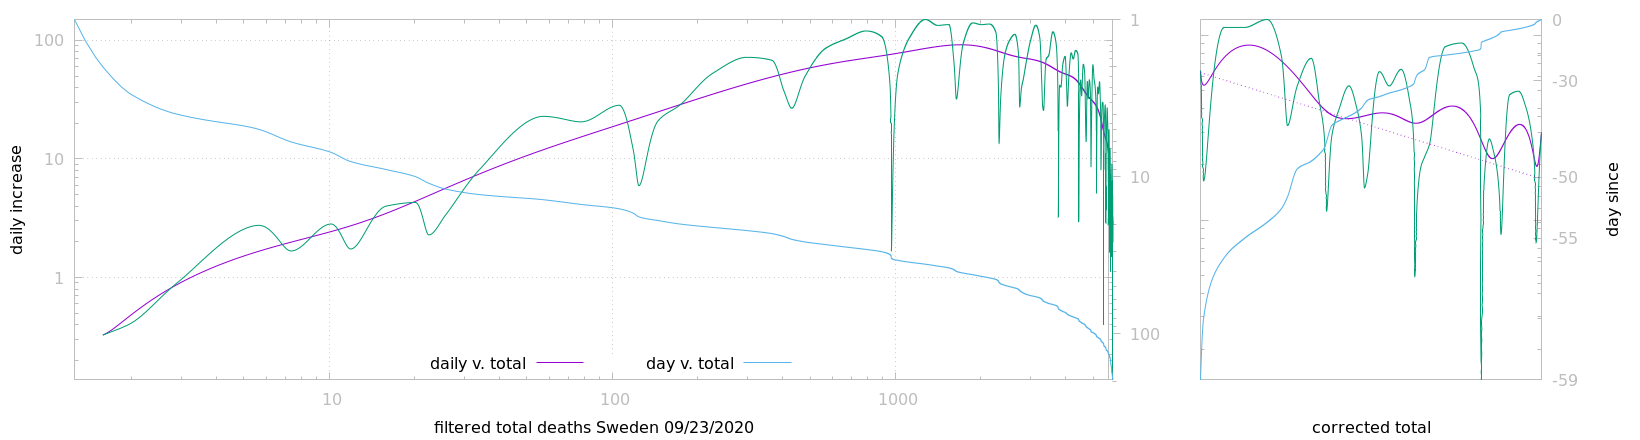 100
10
1
daily increase
daily v. total
day v. total
10
100
1000
filtered total deaths Sweden 09/23/2020
1
10
100
0
-30
-50
-55
-59
day since
corrected total